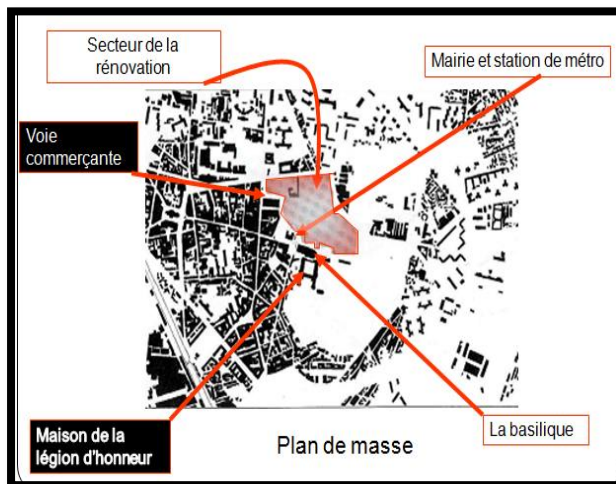 Secteur de la
rénovation
Mairie et station de métro
Voie
commerçante
Maison de la
légion d'honneur
La basilique
Plan de masse